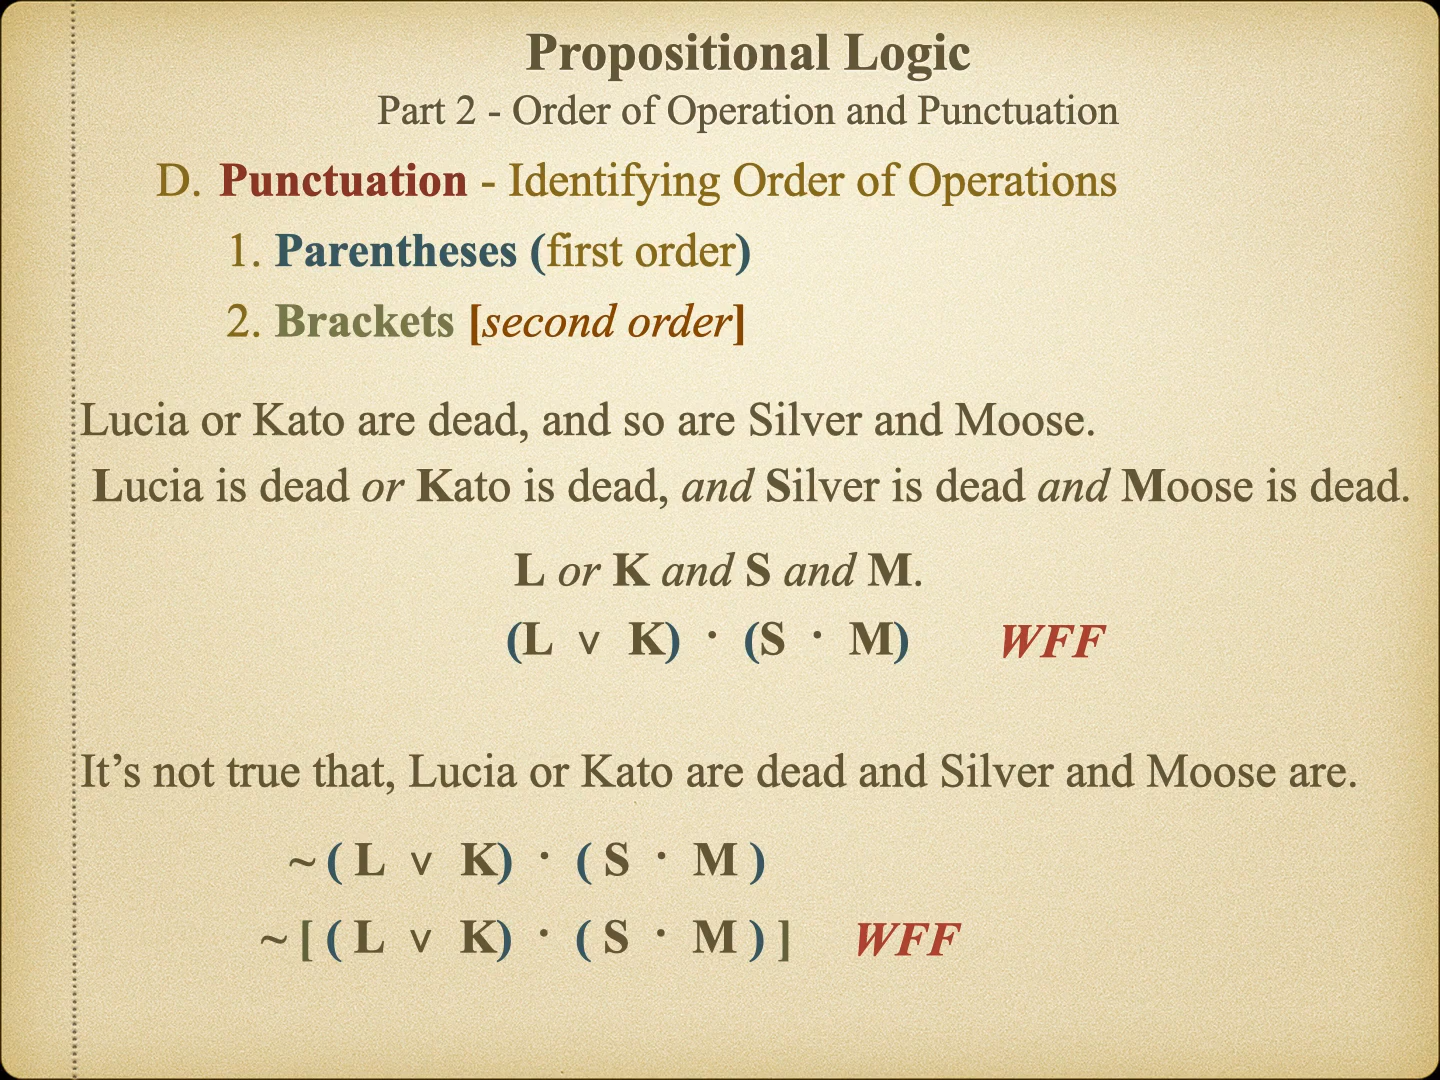 Propositional Logic
Part 2 - Order of Operation and Punctuation
D. Punctuation - Identifying Order of Operations
1. Parentheses (first order)
2. Brackets [second order]
Lucia or Kato are dead, and so are Silver and Moose.
Lucia is dead or Kato is dead, and Silver is dead and Moose is dead.
L or K and S and M.
(L v K) · (S · M) WFF
It’s not true that, Lucia or Kato are dead and Silver and Moose are.
~ ( L v K) · ( S · M )
~ [ ( L v K) · ( S · M ) ] WFF